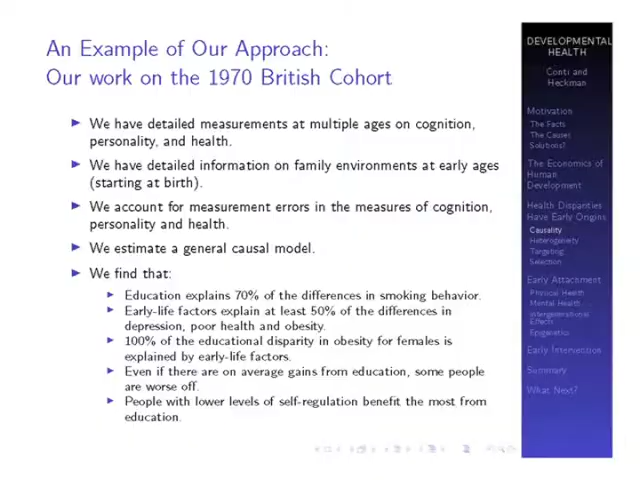 An Example of Our Approach:
Our work on the 1970 British Cohort
We have detailed measurements at multiple ages on cognition,
personality, and health.
We have detailed information on family environments at early ages
(starting at birth).
We account for measurement errors in the measures of cognition,
personality and health.
We estimate a general causal model.
We find that:
Education explains 70% of the differences in smoking behavior.
Early-life factors explain at least 50% of the differences in
depression, poor health and obesity.
100% of the educational disparity in obesity for females is
explained by early-life factors.
Even if there are on average gains from education, some people
are worse off.
People with lower levels of self-regulation benefit the most from
education.
DEVELOPMENTAL
HEALTH
Conti and
Heckman
Motivation
The Facts
The Causes
Solutions?
The Economics of
Human
Development
Health Disparities
Have Early Origins
Causality
Heterogeneity
Targeting
Selection
Early Attachment
Physical Health
Mental Health
Intergenerational
Effects
Epigenetics
Early Intervention
Summary
What Next?